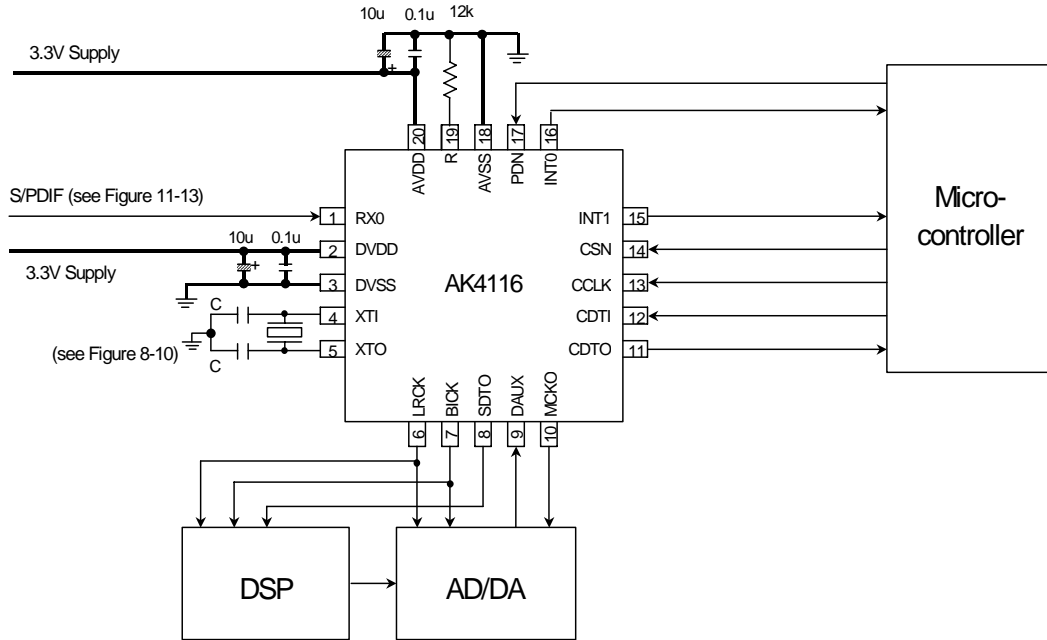 10u 0.1u 12k
3.3V Supply
20 19 18 17 16
AVDD R AVSS PDN INT0
S/PDIF (see Figure 11-13)
1 RX0
INT1 15
10u 0.1u
2 DVDD
CSN 14
3.3V Supply
3 DVSS
AK4116
CCLK 13
C
4 XTI
CDTI 12
(see Figure 8-10)
C
5 XTO
CDTO 11
Micro-
controller
LRCK BICK SDTO DAUX MCKO
6 7 8 9 10
DSP
AD/DA
+
+